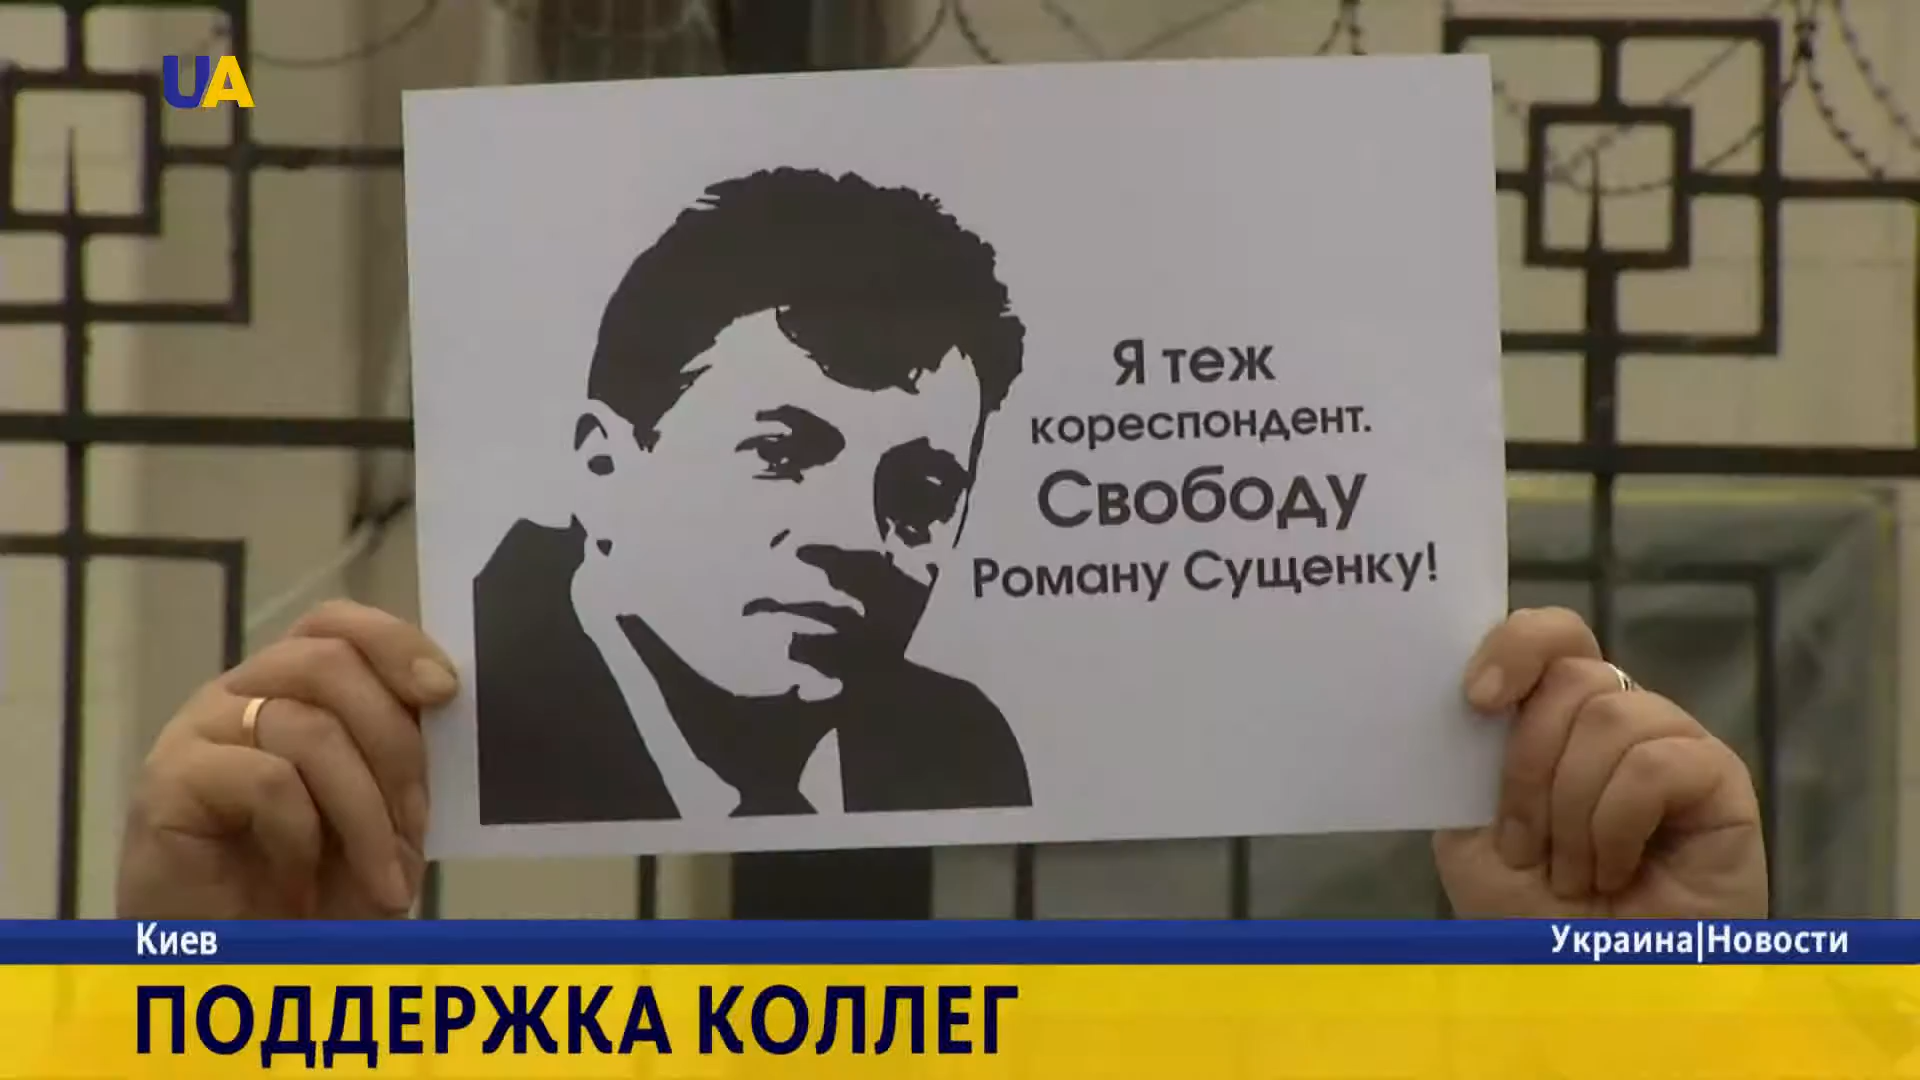 UA
Я теж
кореспондент.
Свободу
Роману Сущенку!
Киев
Украина|Новости
ПОДДЕРЖКА КОЛЛЕГ